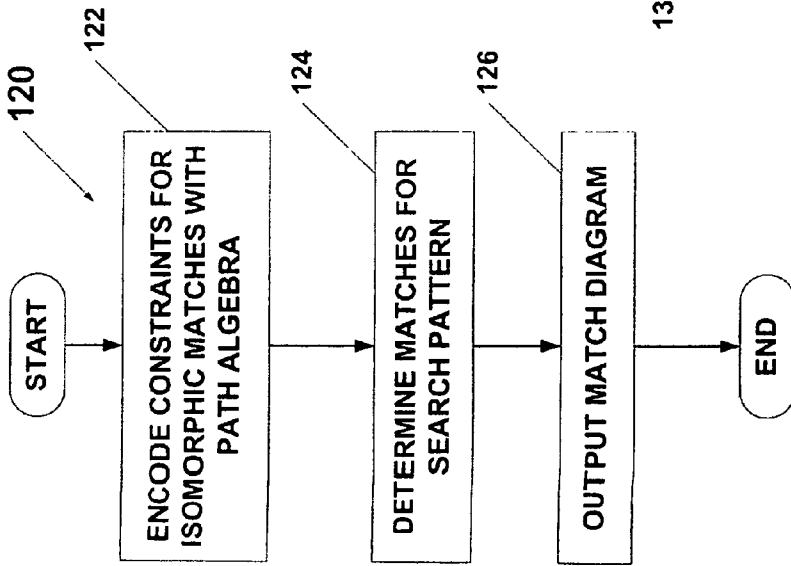 120
START
122
ENCODE CONSTRAINTS FOR
ISOMORPHIC MATCHES WITH
PATH ALGEBRA
124
DETERMINE MATCHES FOR
SEARCH PATTERN
126
OUTPUT MATCH DIAGRAM
END
13